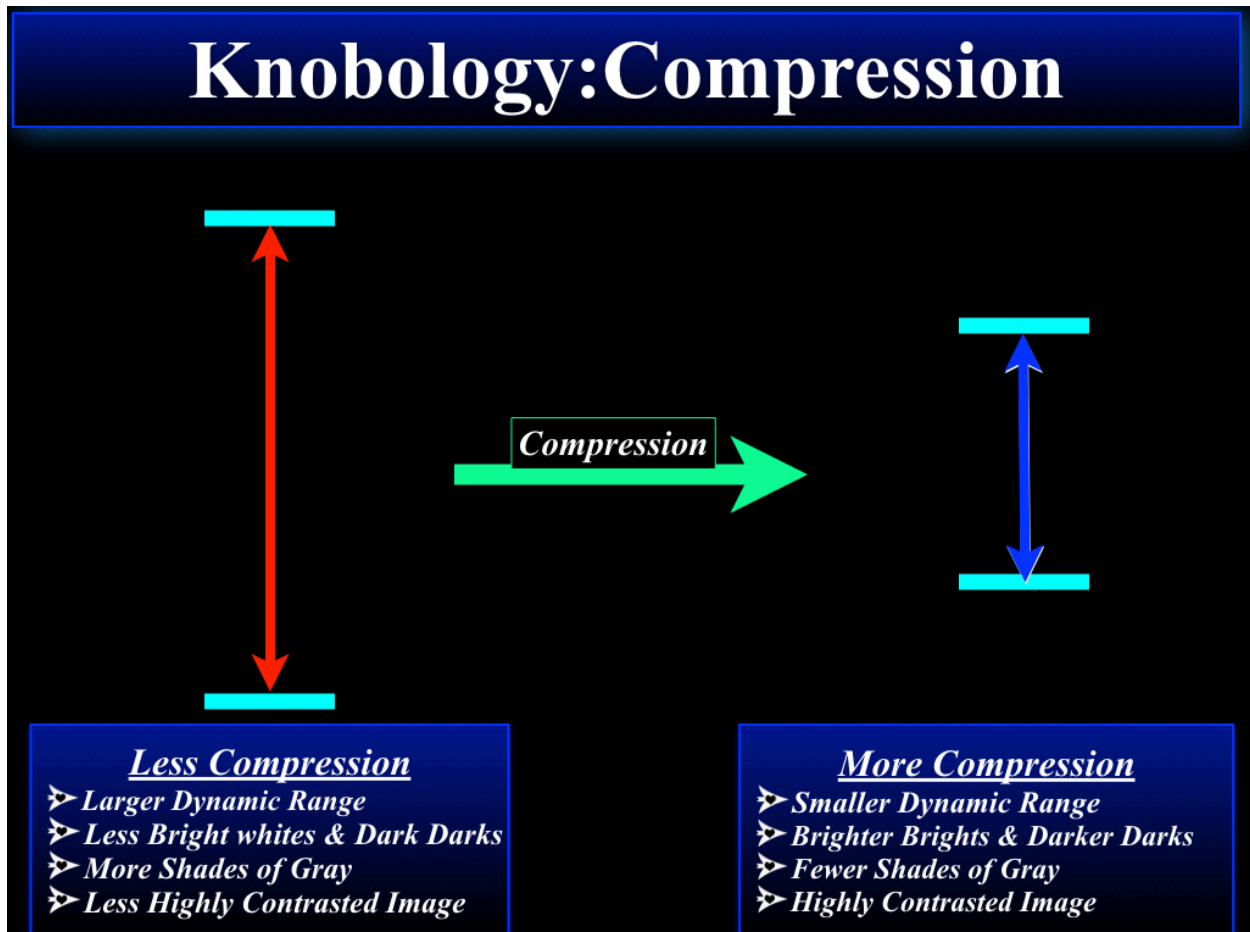 Knobology:Compression
Compression
Less Compression
Larger Dynamic Range
Less Bright whites & Dark Darks
More Shades of Gray
Less Highly Contrasted Image
More Compression
Smaller Dynamic Range
Brighter Brights & Darker Darks
Fewer Shades of Gray
Highly Contrasted Image